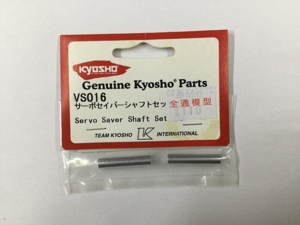 KYOSHO
Genuine Kyosho® Parts
VS016
サーボセイバーシャフトセット
全通模型
Servo Saver Shaft Set
TEAM KYOSHO K INTERNATIONAL